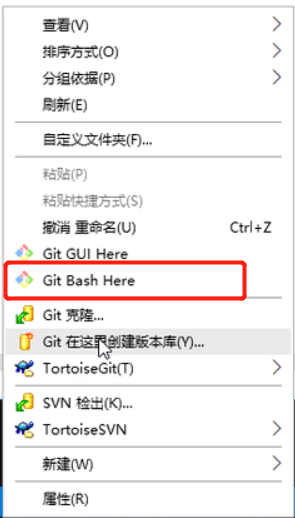 查看(V)
排序方式(O)
分组依据(P)
刷新(E)
自定义文件夹(F)...
粘贴(P)
粘贴快捷方式(S)
撤消 重命名(U) Ctrl+Z
Git GUI Here
Git Bash Here
Git 克隆...
Git 在这里创建版本库(Y)...
TortoiseGit(T)
SVN 检出(K)...
TortoiseSVN
新建(W)
属性(R)